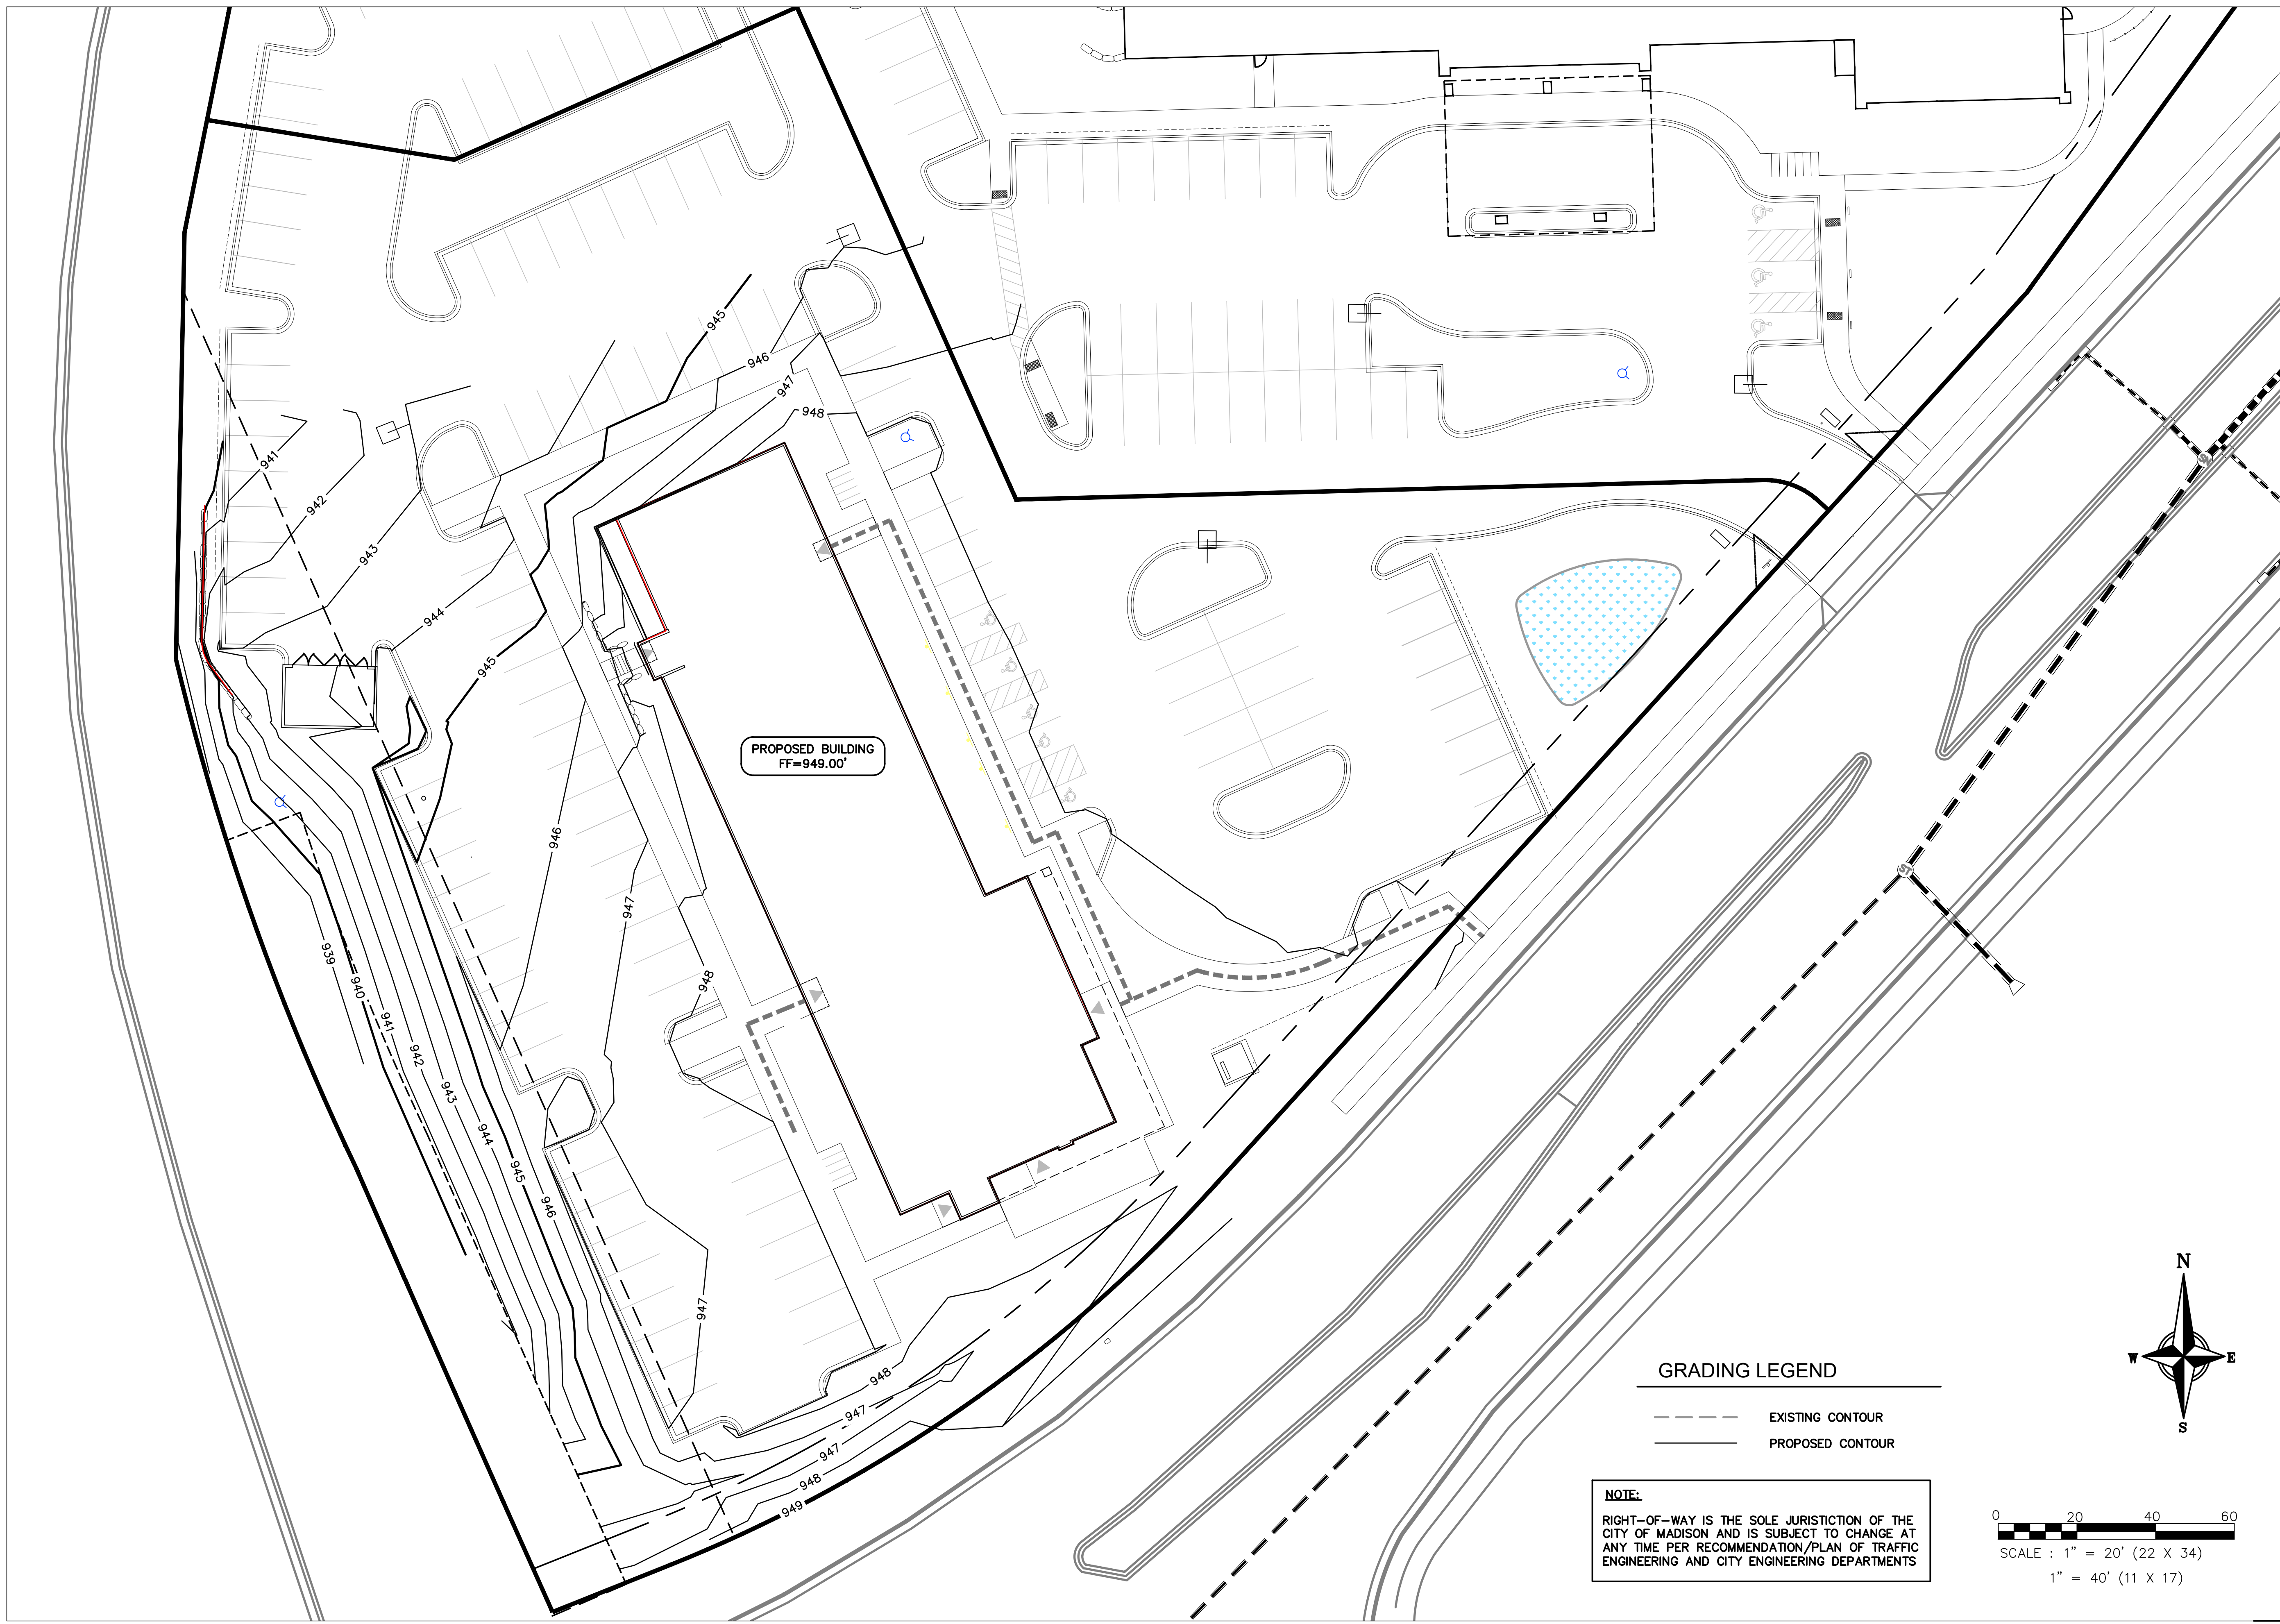 945
946
947
948
941
942
943
944
945
PROPOSED BUILDING
FF=949.00'
946
947
948
939
940
941
942
943
944
945
946
947
948
947
947
948
949
SN
ST
N
W
E
S
GRADING LEGEND
EXISTING CONTOUR
PROPOSED CONTOUR
NOTE:
RIGHT-OF-WAY IS THE SOLE JURISTICTION OF THE
CITY OF MADISON AND IS SUBJECT TO CHANGE AT
ANY TIME PER RECOMMENDATION/PLAN OF TRAFFIC
ENGINEERING AND CITY ENGINEERING DEPARTMENTS
0 20 40 60
SCALE : 1" = 20' (22 X 34)
1" = 40' (11 X 17)